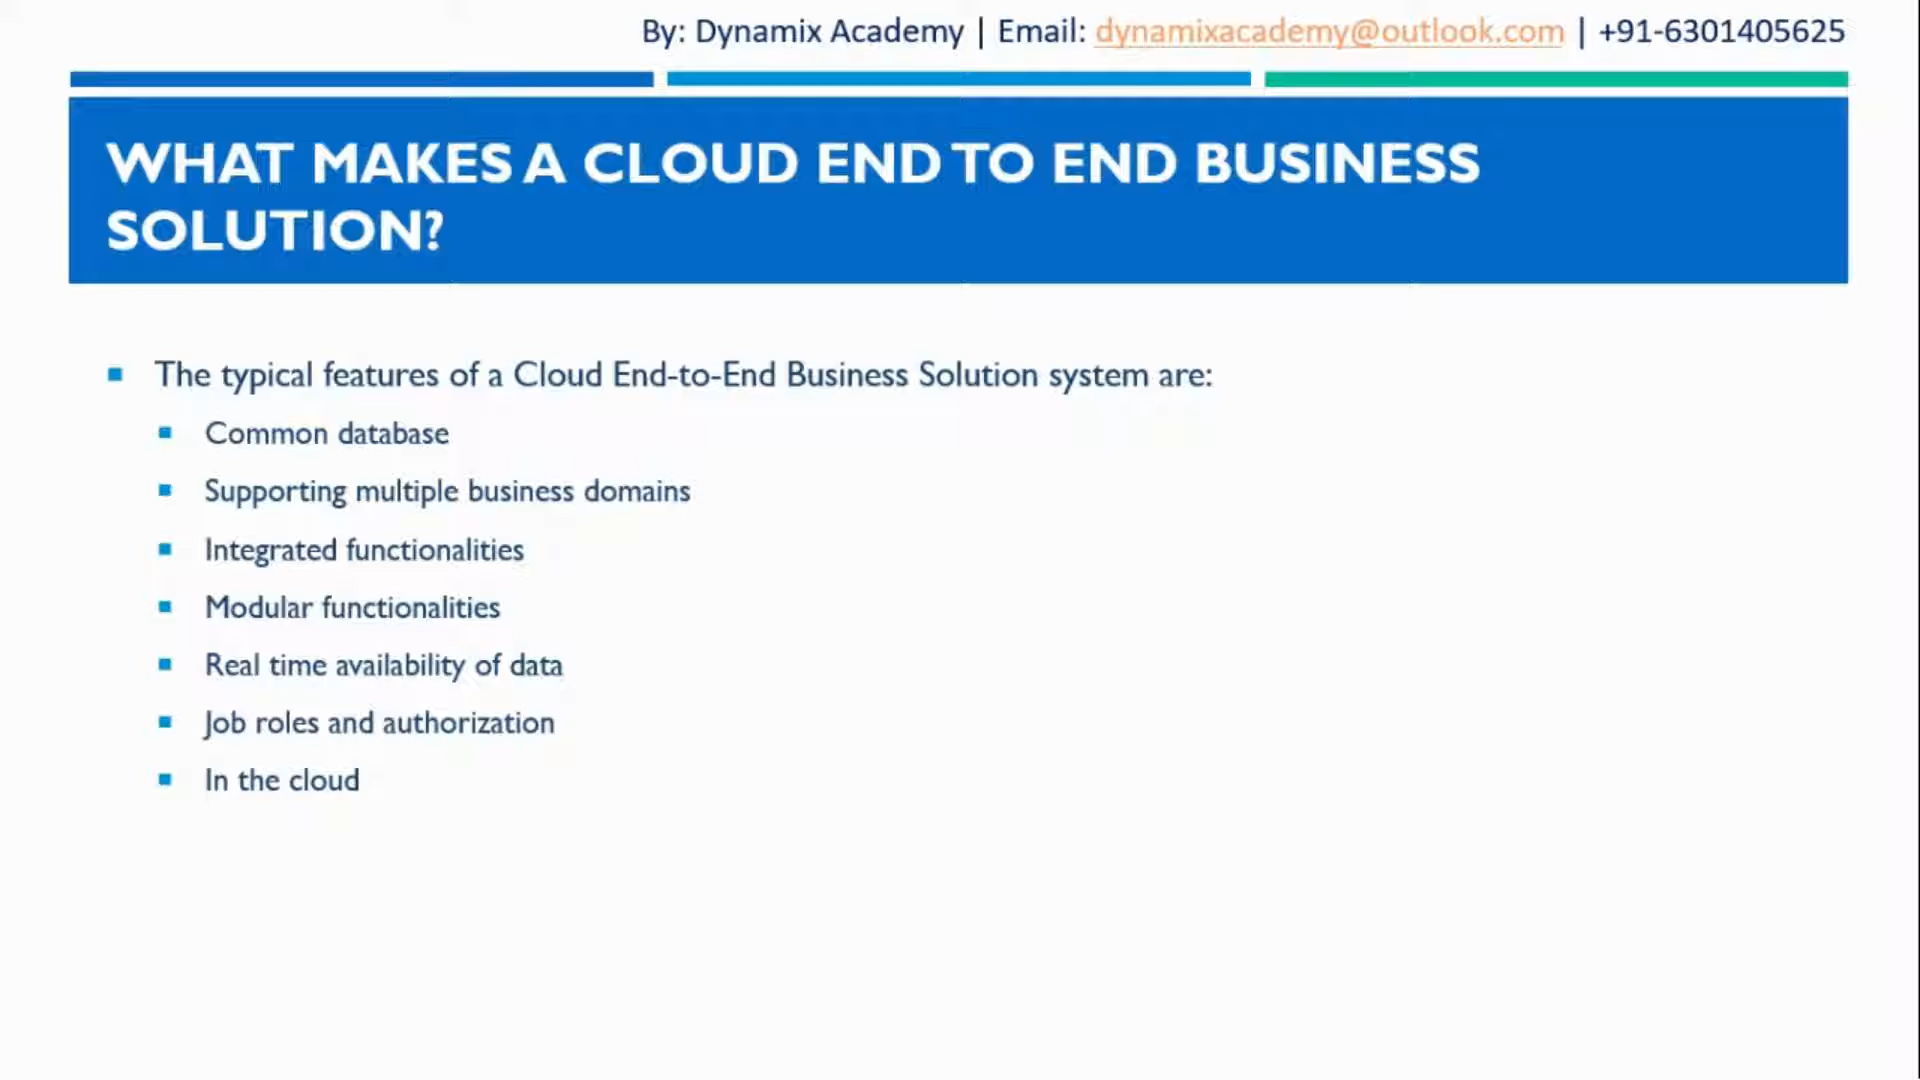 By: Dynamix Academy | Email: dynamixacademy@outlook.com | +91-6301405625
WHAT MAKES A CLOUD END TO END BUSINESS
SOLUTION?
The typical features of a Cloud End-to-End Business Solution system are:
Common database
Supporting multiple business domains
Integrated functionalities
Modular functionalities
Real time availability of data
Job roles and authorization
In the cloud